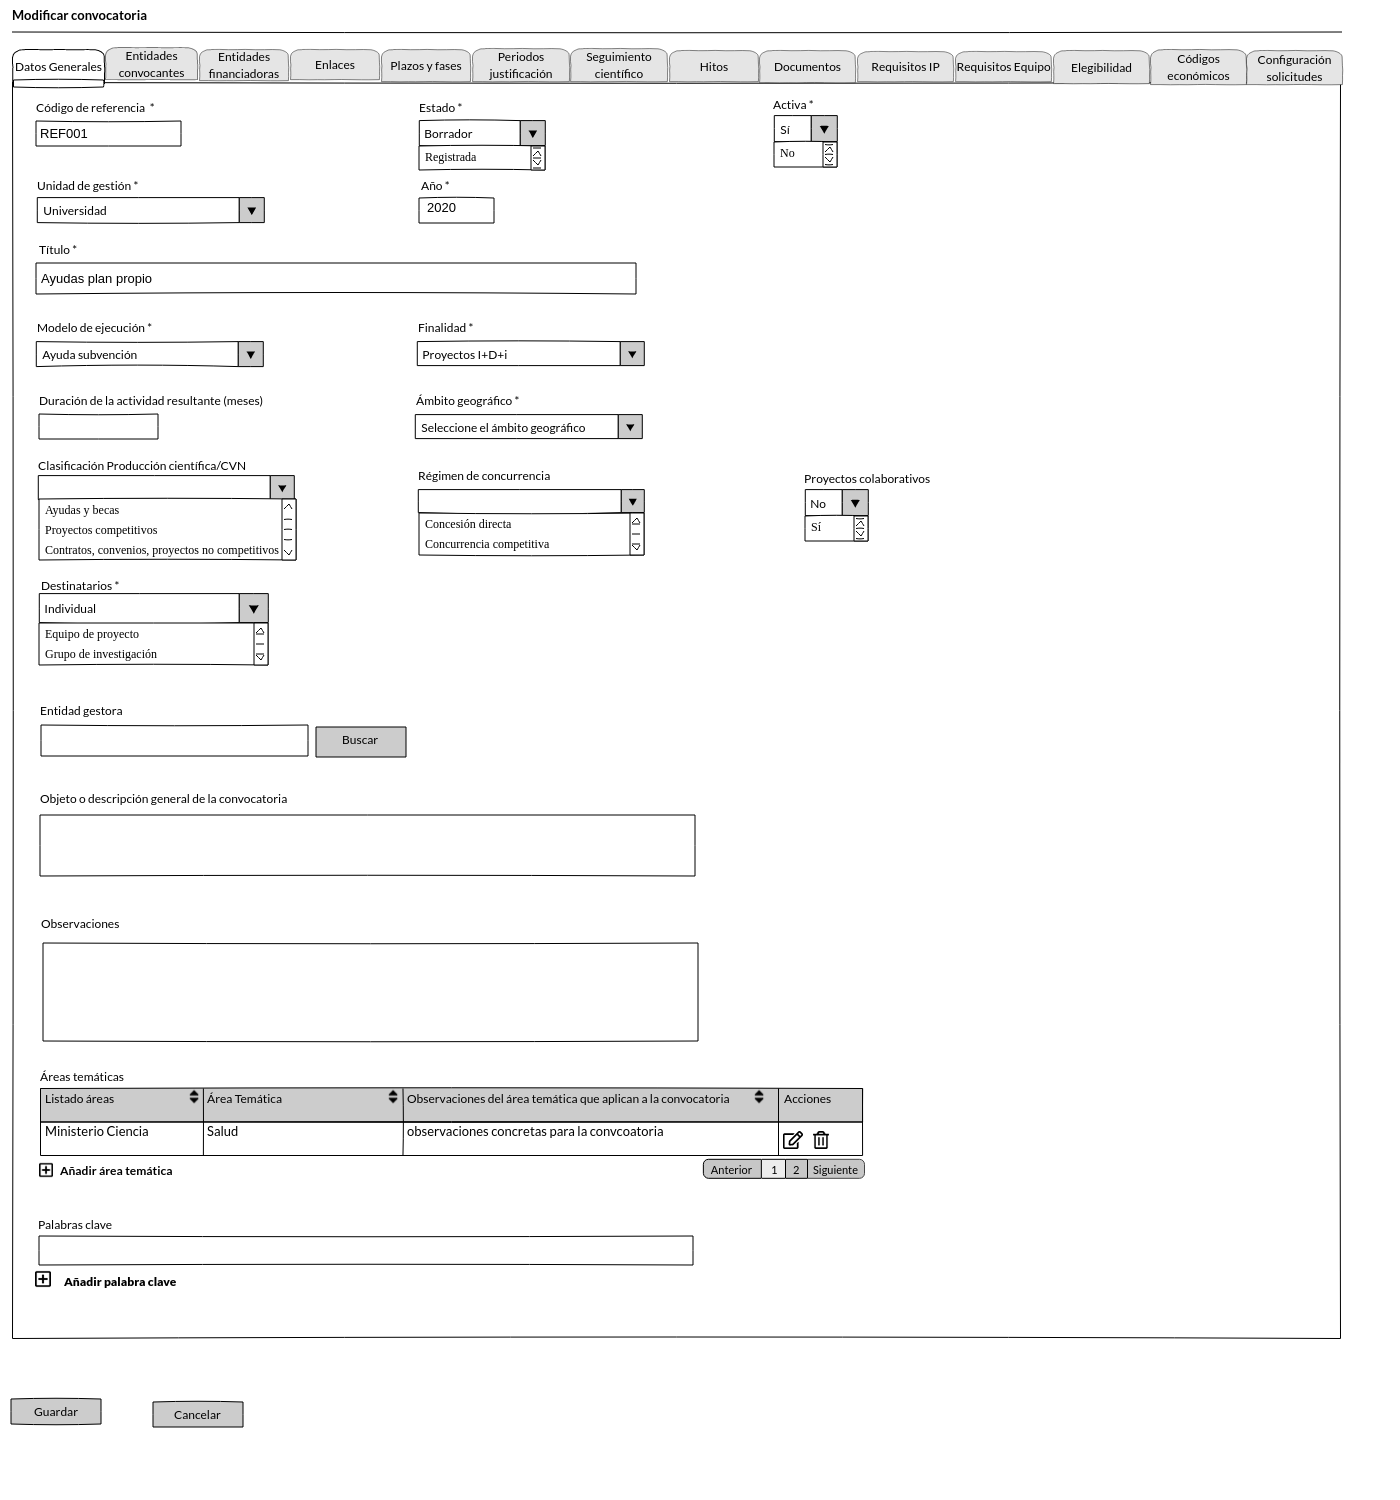 Modificar convocatoria
Datos Generales
Entidades
convocantes
Entidades
financiadoras
Enlaces
Plazos y fases
Periodos
justificación
Seguimiento
científico
Hitos
Documentos
Requisitos IP
Requisitos Equipo
Elegibilidad
Códigos
económicos
Configuración
solicitudes
Código de referencia *
Estado *
Activa *
REF001
Borrador
Sí
Registrada
No
Unidad de gestión *
Año *
Universidad
2020
Título *
Ayudas plan propio
Modelo de ejecución *
Finalidad *
Ayuda subvención
Proyectos I+D+i
Duración de la actividad resultante (meses)
Ámbito geográfico *
Seleccione el ámbito geográfico
Clasificación Producción científica/CVN
Régimen de concurrencia
Proyectos colaborativos
Ayudas y becas
Proyectos competitivos
Contratos, convenios, proyectos no competitivos
Concesión directa
Concurrencia competitiva
No
Sí
Destinatarios *
Individual
Equipo de proyecto
Grupo de investigación
Entidad gestora
Buscar
Objeto o descripción general de la convocatoria
Observaciones
Áreas temáticas
Listado áreas
Área Temática
Observaciones del área temática que aplican a la convocatoria
Acciones
Ministerio Ciencia
Salud
observaciones concretas para la convcoatoria
Añadir área temática
Anterior
1
2
Siguiente
Palabras clave
Añadir palabra clave
Guardar
Cancelar